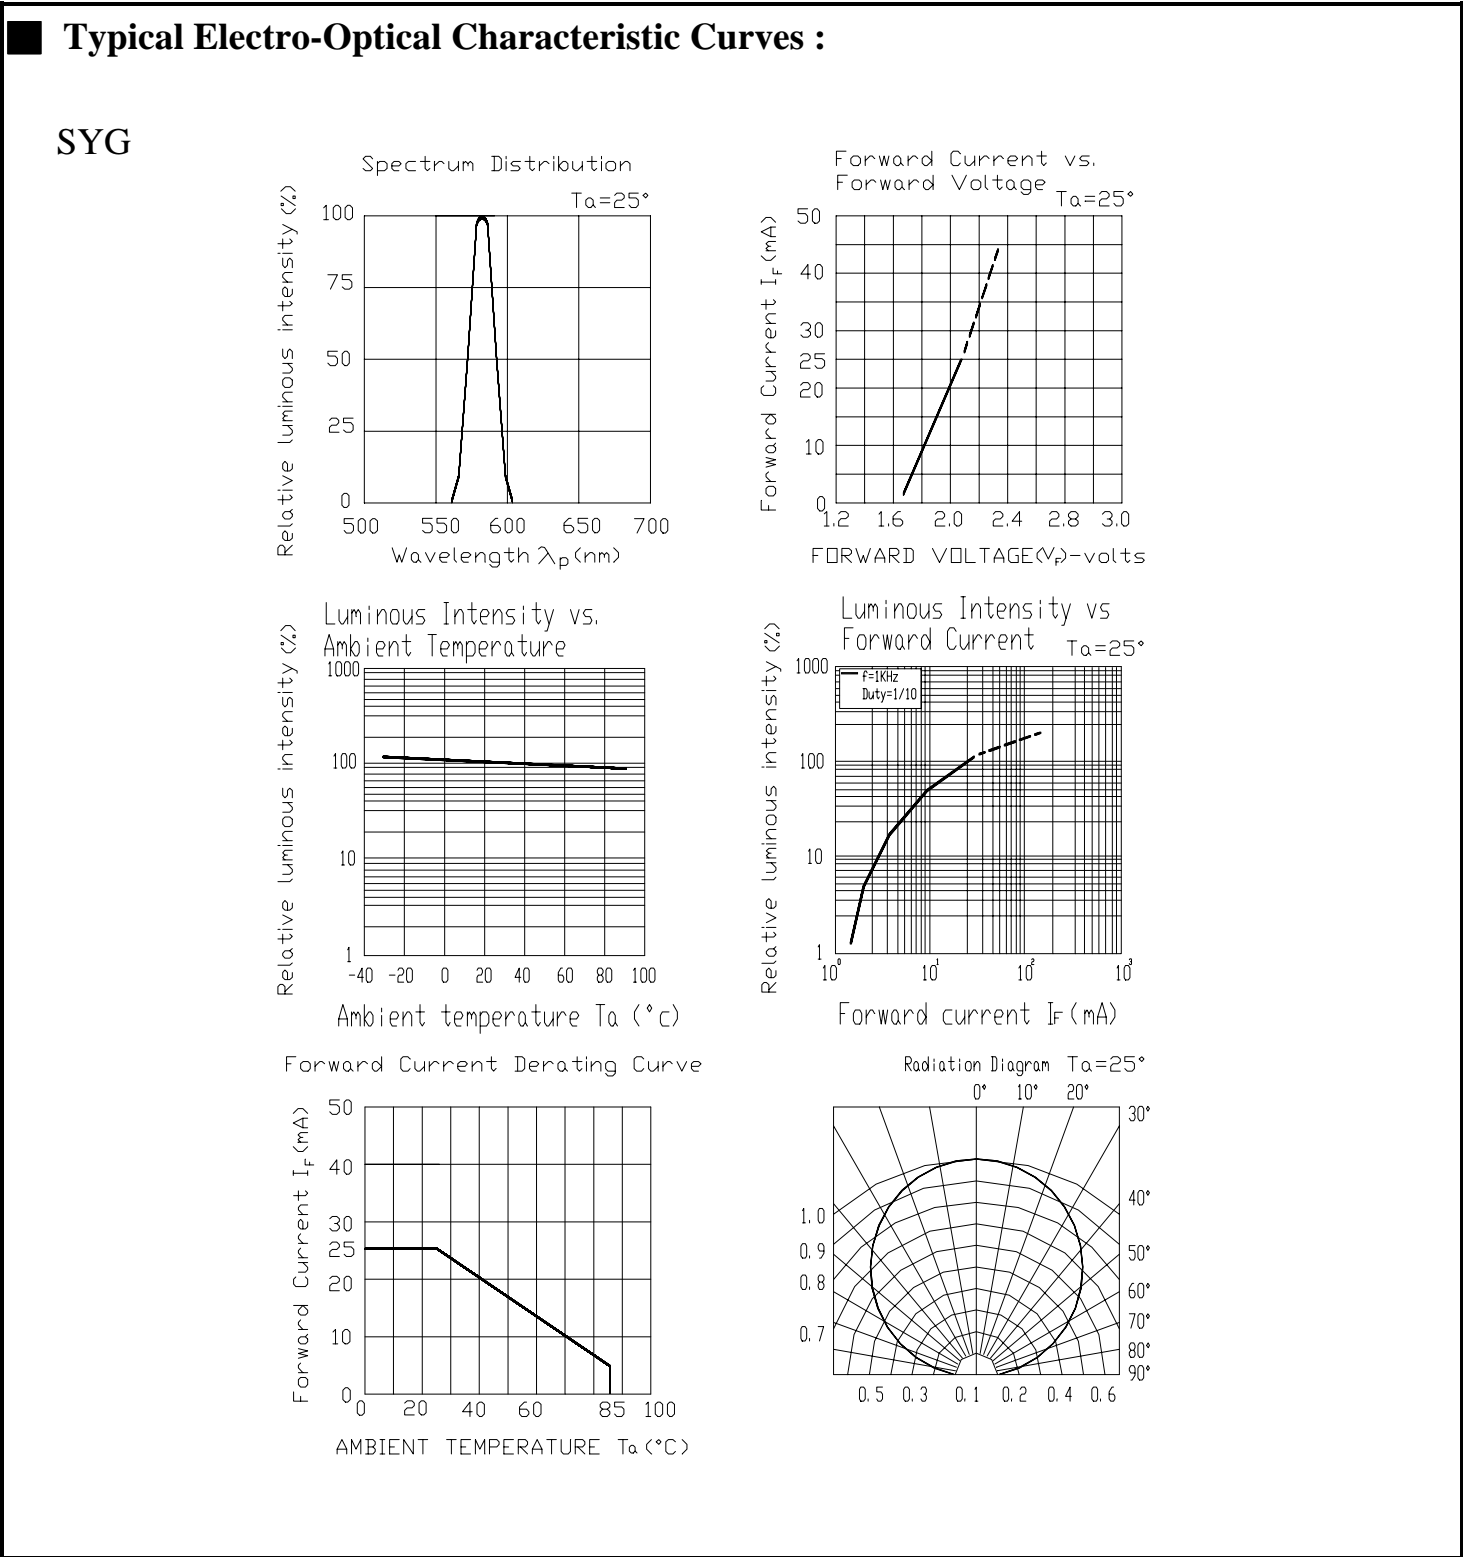 Typical Electro-Optical Characteristic Curves :
SYG
Spectrum Distribution
Ta=25°
Relative luminous intensity (%)
100
75
50
25
0
500 550 600 650 700
Wavelength λp(nm)
Forward Current vs.
Forward Voltage
Ta=25°
Forward Current IF(mA)
50
40
30
25
20
10
0
1.2 1.6 2.0 2.4 2.8 3.0
FORWARD VOLTAGE(VF)-volts
Luminous Intensity vs.
Ambient Temperature
Relative luminous intensity (%)
1000
100
10
1
-40 -20 0 20 40 60 80 100
Ambient temperature Ta (°c)
Luminous Intensity vs
Forward Current
Ta=25°
Relative luminous intensity (%)
f=1KHz
Duty=1/10
1000
100
10
1
10⁰ 10¹ 10² 10³
Forward current IF (mA)
Forward Current Derating Curve
Forward Current IF(mA)
50
40
30
25
20
10
0
0 20 40 60 85 100
AMBIENT TEMPERATURE Ta(°C)
Radiation Diagram Ta=25°
0° 10° 20°
30°
40°
50°
60°
70°
80°
90°
1.0
0.9
0.8
0.7
0.5 0.3 0.1 0.2 0.4 0.6